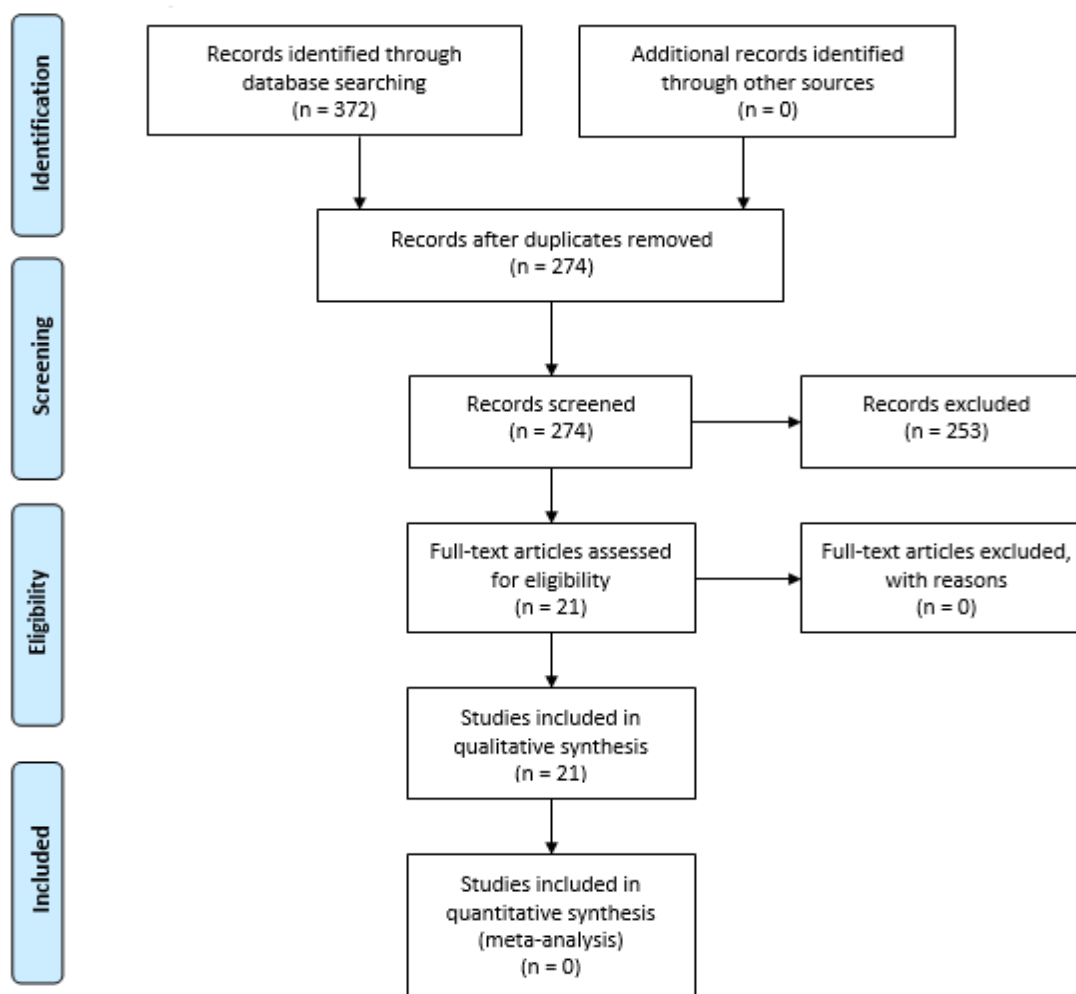 Identification
Records identified through
database searching
(n = 372)
Additional records identified
through other sources
(n = 0)
Records after duplicates removed
(n = 274)
Screening
Records screened
(n = 274)
Records excluded
(n = 253)
Eligibility
Full-text articles assessed
for eligibility
(n = 21)
Full-text articles excluded,
with reasons
(n = 0)
Studies included in
qualitative synthesis
(n = 21)
Included
Studies included in
quantitative synthesis
(meta-analysis)
(n = 0)